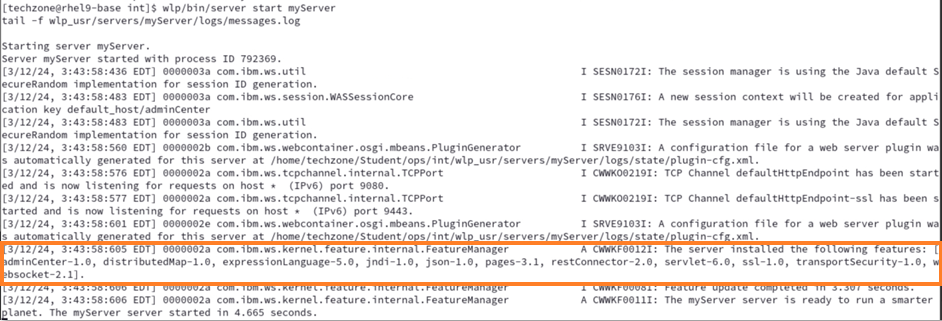 [techzone@rhel9-base int]$ wlp/bin/server start myServer
tail -f wlp_usr/servers/myServer/logs/messages.log
Starting server myServer.
Server myServer started with process ID 792369.
[3/12/24, 3:43:58:436 EDT] 0000003a com.ibm.ws.util I SESN0172I: The session manager is using the Java default S
ecureRandom implementation for session ID generation.
[3/12/24, 3:43:58:483 EDT] 0000003a com.ibm.ws.session.WASSessionCore I SESN0176I: A new session context will be created for appli
cation key default_host/adminCenter
[3/12/24, 3:43:58:483 EDT] 0000003a com.ibm.ws.util I SESN0172I: The session manager is using the Java default S
ecureRandom implementation for session ID generation.
[3/12/24, 3:43:58:560 EDT] 0000002b com.ibm.ws.webcontainer.osgi.mbeans.PluginGenerator I SRVE9103I: A configuration file for a web server plugin wa
s automatically generated for this server at /home/techzone/Student/ops/int/wlp_usr/servers/myServer/logs/state/plugin-cfg.xml.
[3/12/24, 3:43:58:576 EDT] 0000002a com.ibm.ws.tcpchannel.internal.TCPPort I CWWKO0219I: TCP Channel defaultHttpEndpoint has been start
ed and is now listening for requests on host * (IPv6) port 9080.
[3/12/24, 3:43:58:577 EDT] 0000002a com.ibm.ws.tcpchannel.internal.TCPPort I CWWKO0219I: TCP Channel defaultHttpEndpoint-ssl has been s
tarted and is now listening for requests on host * (IPv6) port 9443.
[3/12/24, 3:43:58:601 EDT] 0000002e com.ibm.ws.webcontainer.osgi.mbeans.PluginGenerator I SRVE9103I: A configuration file for a web server plugin wa
s automatically generated for this server at /home/techzone/Student/ops/int/wlp_usr/servers/myServer/logs/state/plugin-cfg.xml.
[3/12/24, 3:43:58:605 EDT] 0000002a com.ibm.ws.kernel.feature.internal.FeatureManager A CWWKF0012I: The server installed the following features: [
adminCenter-1.0, distributedMap-1.0, expressionLanguage-5.0, jndi-1.0, json-1.0, pages-3.1, restConnector-2.0, servlet-6.0, ssl-1.0, transportSecurity-1.0, w
ebsocket-2.1].
[3/12/24, 3:43:58:606 EDT] 0000002a com.ibm.ws.kernel.feature.internal.FeatureManager I CWWKF0008I: Feature update completed in 3.307 seconds.
[3/12/24, 3:43:58:606 EDT] 0000002a com.ibm.ws.kernel.feature.internal.FeatureManager A CWWKF0011I: The myServer server is ready to run a smarter
planet. The myServer server started in 4.665 seconds.